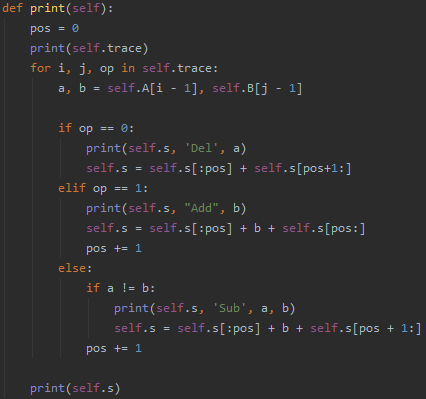 def print(self):
    pos = 0
    print(self.trace)
    for i, j, op in self.trace:
        a, b = self.A[i - 1], self.B[j - 1]

        if op == 0:
            print(self.s, 'Del', a)
            self.s = self.s[:pos] + self.s[pos+1:]
        elif op == 1:
            print(self.s, "Add", b)
            self.s = self.s[:pos] + b + self.s[pos:]
            pos += 1
        else:
            if a != b:
                print(self.s, 'Sub', a, b)
                self.s = self.s[:pos] + b + self.s[pos + 1:]
            pos += 1

    print(self.s)